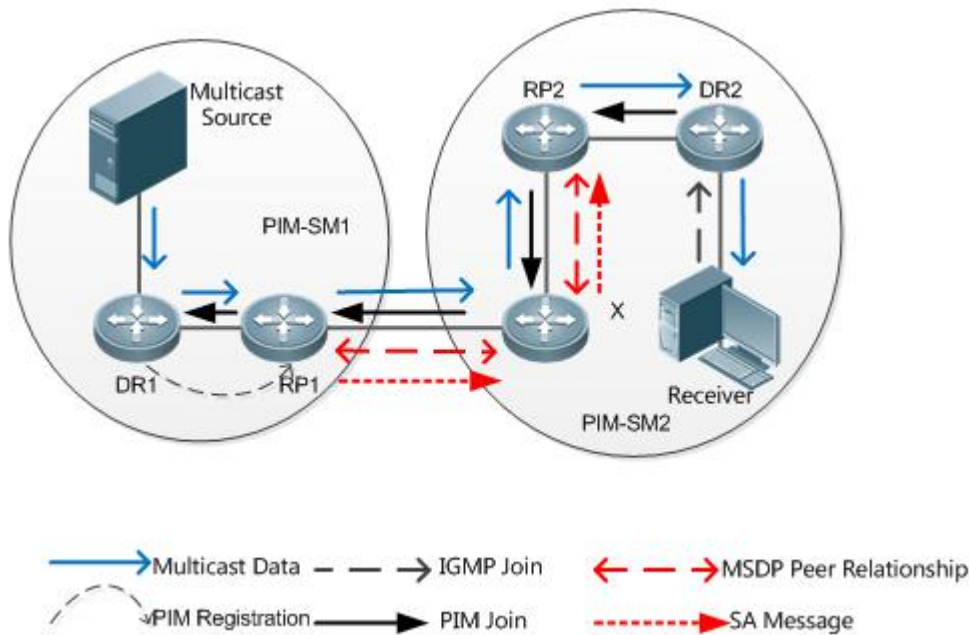 Multicast
Source
RP2
DR2
PIM-SM1
X
DR1
RP1
Receiver
PIM-SM2
Multicast Data
IGMP Join
MSDP Peer Relationship
PIM Registration
PIM Join
SA Message